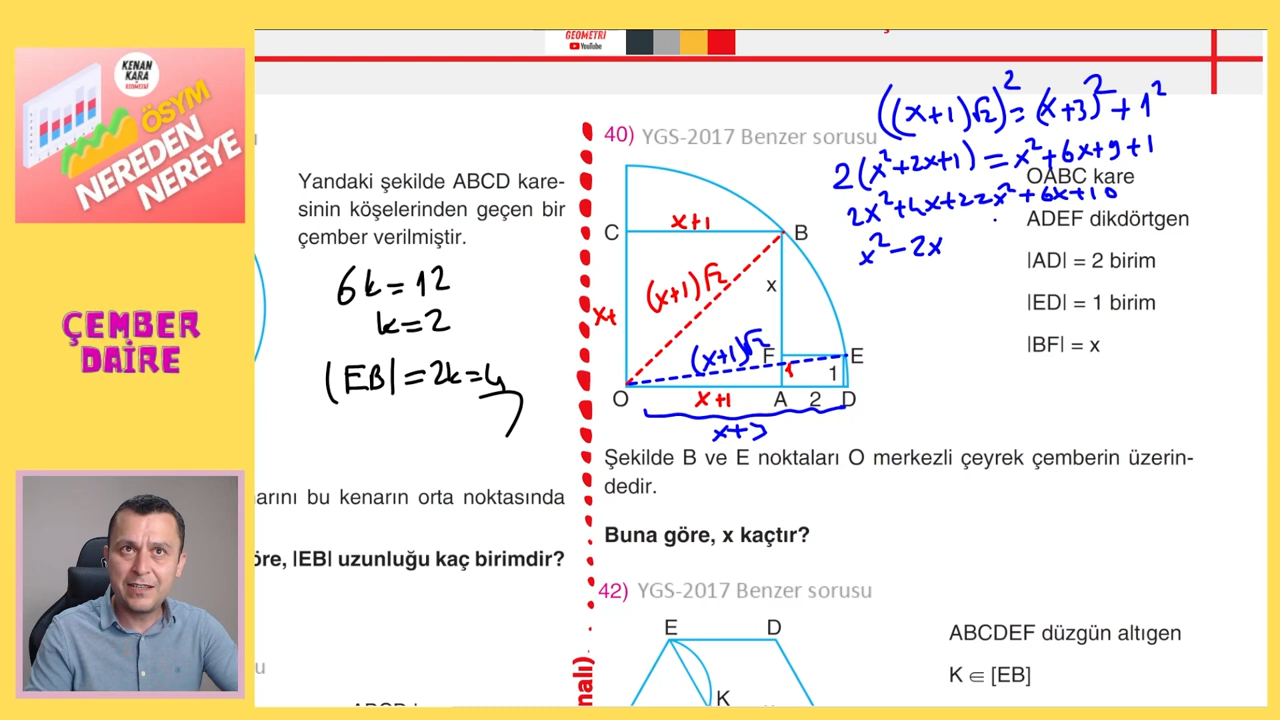 GEOMETRİ
YouTube
KENAN
KARA
GEOMETRİ
ÖSYM
NEREDEN
NEREYE
ÇEMBER
DAİRE
Yandaki şekilde ABCD kare-
sinin köşelerinden geçen bir
çember verilmiştir.
6k=12
k=2
|EB|=2k=4
arını bu kenarın orta noktasında
öre, |EB| uzunluğu kaç birimdir?
ABCD
nalı)
40) YGS-2017 Benzer sorusu
((x+1)√2)²=(x+3)²+1²
2(x²+2x+1)=x²+6x+9+1
2x²+4x+2=x²+6x+10
x²-2x
OABC kare
ADEF dikdörtgen
|AD| = 2 birim
|ED| = 1 birim
|BF| = x
C
x+1
B
(x+1)√2
x
x+
(x+1)√2
F
E
1
1
O
x+1
A
2
D
x+3
Şekilde B ve E noktaları O merkezli çeyrek çemberin üzerin-
dedir.
Buna göre, x kaçtır?
42) YGS-2017 Benzer sorusu
E
D
K
ABCDEF düzgün altıgen
K ∈ [EB]